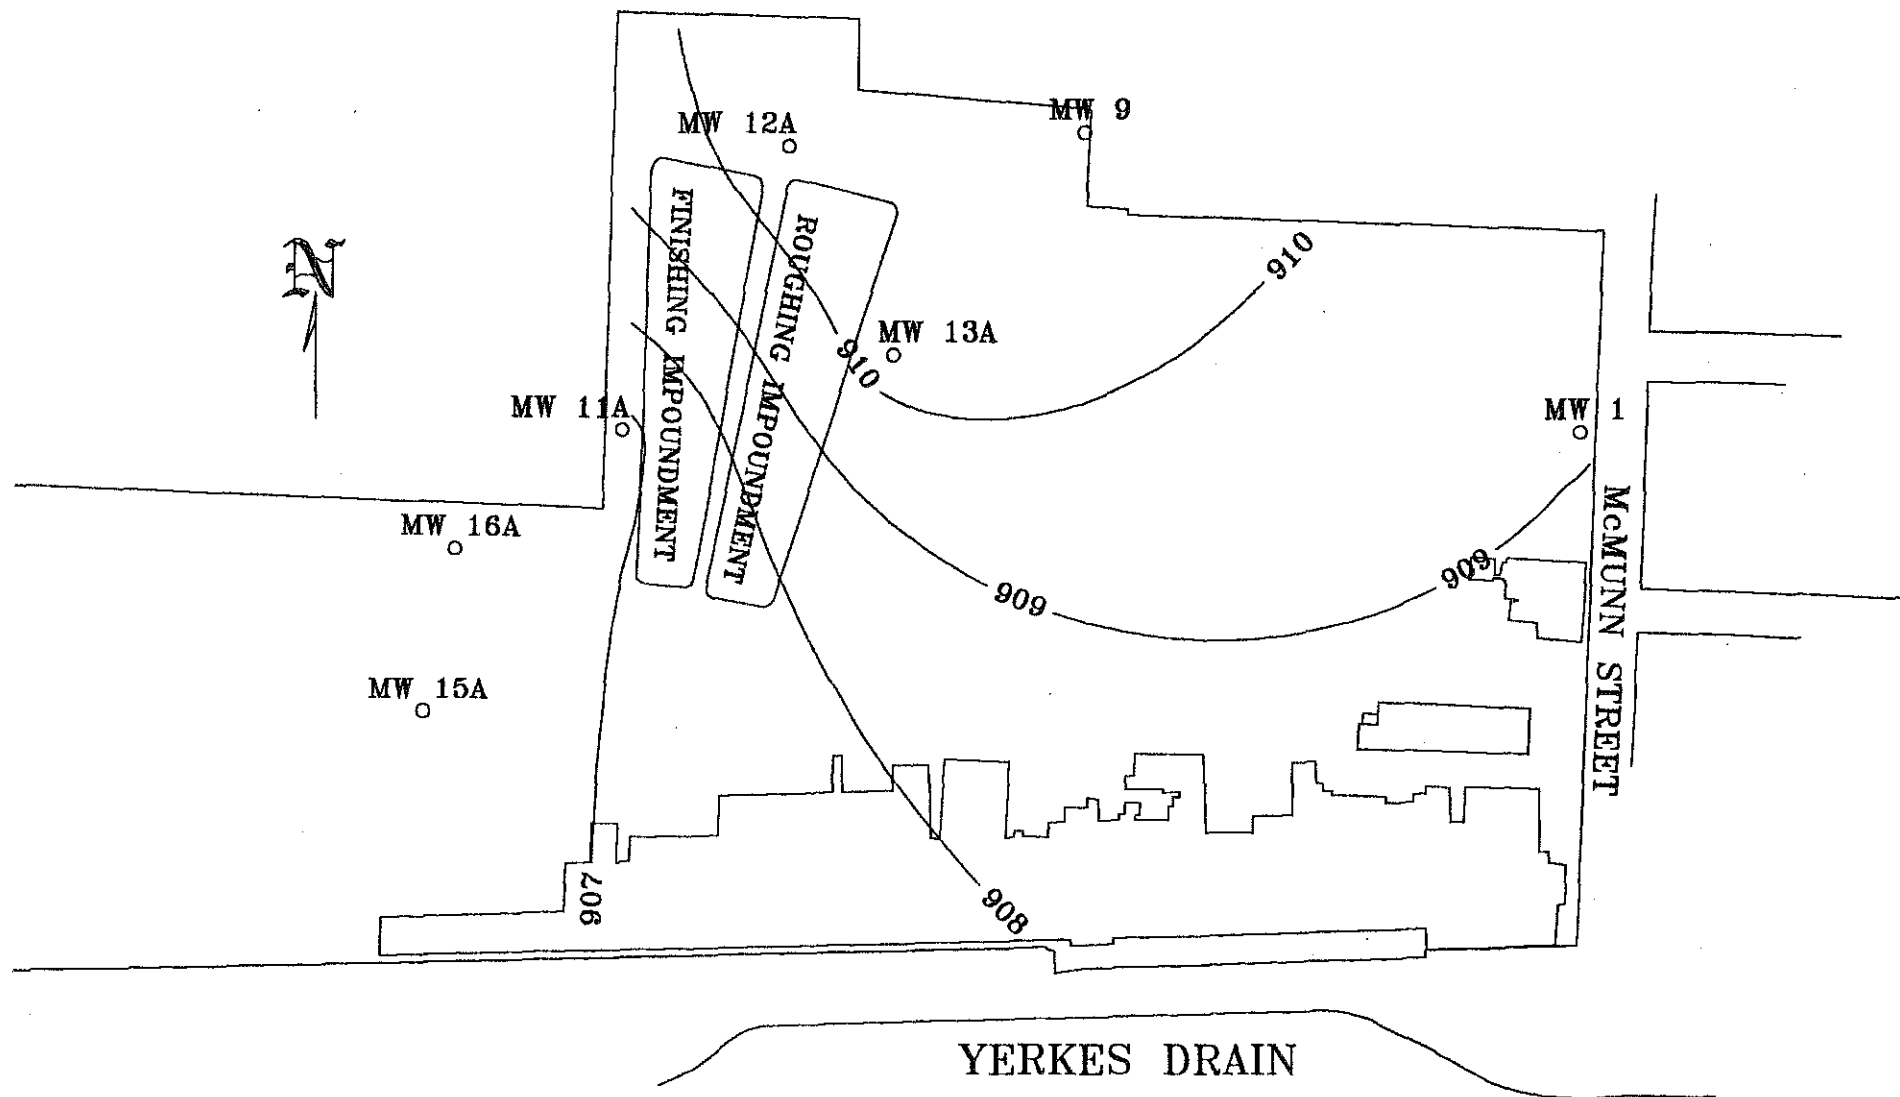 MW 9
MW 12A
N
910
MW 13A
910
MW 11A
MW 1
FINISHING IMPOUNDMENT
ROUGHING IMPOUNDMENT
MW 16A
909
909
McMUNN STREET
MW 15A
907
908
YERKES DRAIN